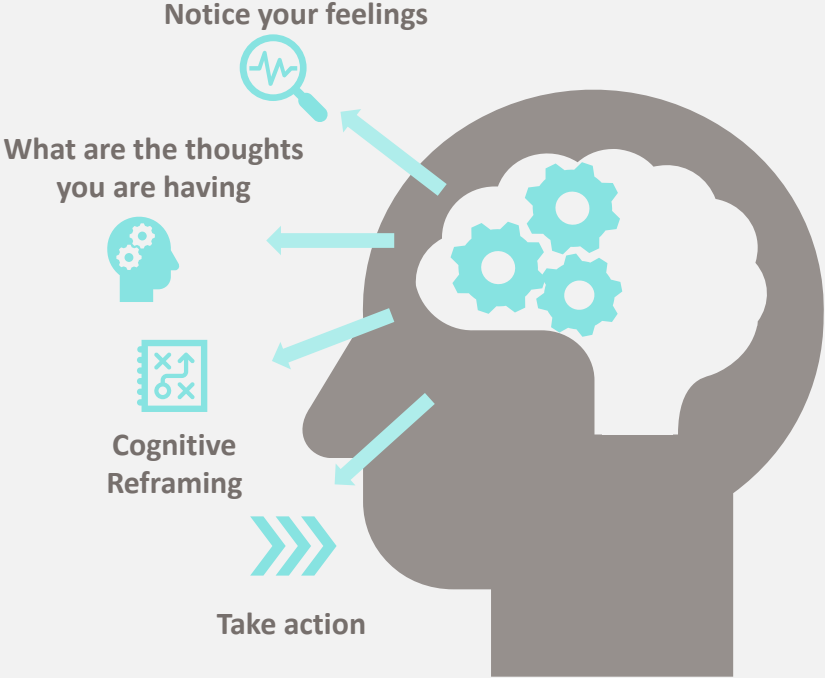 Notice your feelings
What are the thoughts
you are having
Cognitive
Reframing
Take action